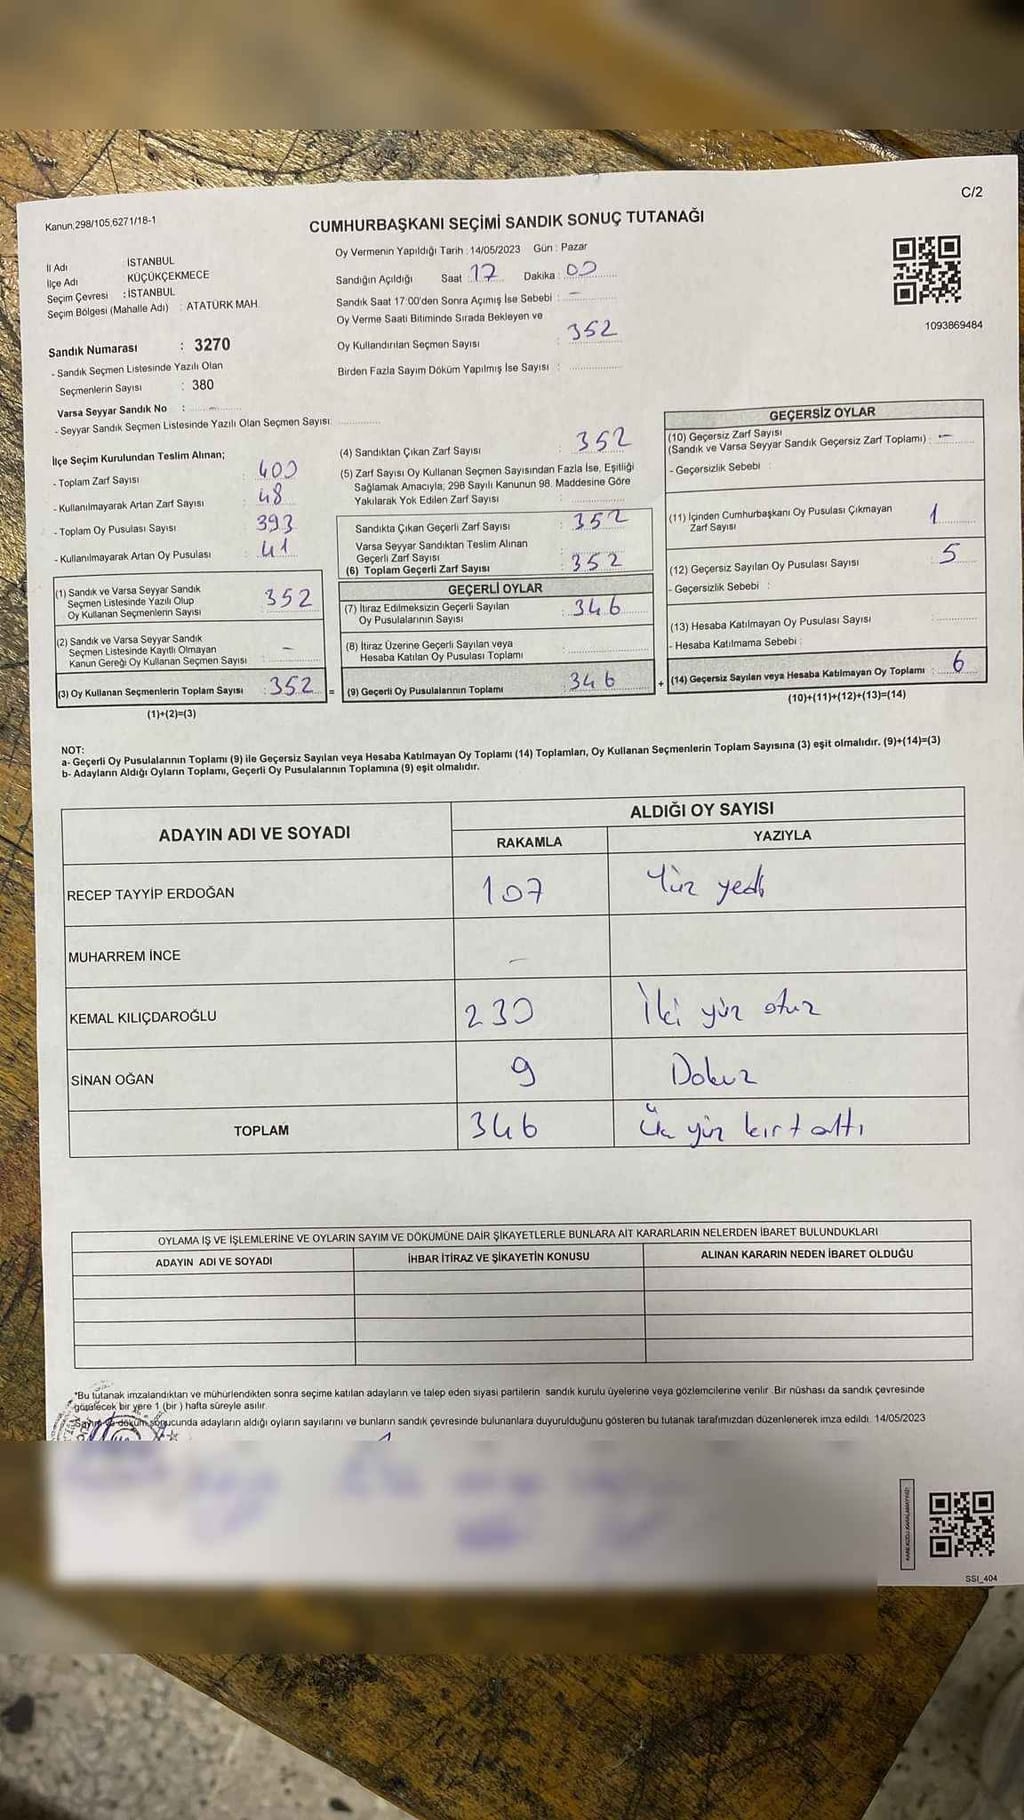 C/2
Kanun,298/105,6271/18-1
CUMHURBAŞKANI SEÇİMİ SANDIK SONUÇ TUTANAĞI
İl Adı İSTANBUL
İlçe Adı KÜÇÜKÇEKMECE
Seçim Çevresi : İSTANBUL
Seçim Bölgesi (Mahalle Adı) : ATATÜRK MAH.
Oy Vermenin Yapıldığı Tarih : 14/05/2023 Gün : Pazar
Sandığın Açıldığı Saat : 17 Dakika : 00
Sandık Saat 17:00'den Sonra Açımış İse Sebebi : -
Oy Verme Saati Bitiminde Sırada Bekleyen ve
Oy Kullandırılan Seçmen Sayısı : 352
Birden Fazla Sayım Döküm Yapılmış İse Sayısı :
1093869484
Sandık Numarası : 3270
- Sandık Seçmen Listesinde Yazılı Olan
Seçmenlerin Sayısı : 380
Varsa Seyyar Sandık No : -
- Seyyar Sandık Seçmen Listesinde Yazılı Olan Seçmen Sayısı:
İlçe Seçim Kurulundan Teslim Alınan;
- Toplam Zarf Sayısı : 400
- Kullanılmayarak Artan Zarf Sayısı : 48
- Toplam Oy Pusulası Sayısı : 393
- Kullanılmayarak Artan Oy Pusulası : 41
(1) Sandık ve Varsa Seyyar Sandık
Seçmen Listesinde Yazılı Olup
Oy Kullanan Seçmenlerin Sayısı : 352
(2) Sandık ve Varsa Seyyar Sandık
Seçmen Listesinde Kayıtlı Olmayan
Kanun Gereği Oy Kullanan Seçmen Sayısı : -
(3) Oy Kullanan Seçmenlerin Toplam Sayısı : 352 =
(1)+(2)=(3)
(4) Sandıktan Çıkan Zarf Sayısı : 352
(5) Zarf Sayısı Oy Kullanan Seçmen Sayısından Fazla İse, Eşitliği
Sağlamak Amacıyla; 298 Sayılı Kanunun 98. Maddesine Göre
Yakılarak Yok Edilen Zarf Sayısı :
Sandıkta Çıkan Geçerli Zarf Sayısı : 352
Varsa Seyyar Sandıktan Teslim Alınan
Geçerli Zarf Sayısı :
(6) Toplam Geçerli Zarf Sayısı : 352
GEÇERLİ OYLAR
(7) İtiraz Edilmeksizin Geçerli Sayılan
Oy Pusulalarının Sayısı : 346
(8) İtiraz Üzerine Geçerli Sayılan veya
Hesaba Katılan Oy Pusulası Toplamı :
(9) Geçerli Oy Pusulalarının Toplamı : 346 +
GEÇERSİZ OYLAR
(10) Geçersiz Zarf Sayısı
(Sandık ve Varsa Seyyar Sandık Geçersiz Zarf Toplamı) : -
- Geçersizlik Sebebi :
(11) İçinden Cumhurbaşkanı Oy Pusulası Çıkmayan
Zarf Sayısı : 1
(12) Geçersiz Sayılan Oy Pusulası Sayısı : 5
- Geçersizlik Sebebi :
(13) Hesaba Katılmayan Oy Pusulası Sayısı :
- Hesaba Katılmama Sebebi :
(14) Geçersiz Sayılan veya Hesaba Katılmayan Oy Toplamı : 6
(10)+(11)+(12)+(13)=(14)
NOT:
a- Geçerli Oy Pusulalarının Toplamı (9) ile Geçersiz Sayılan veya Hesaba Katılmayan Oy Toplamı (14) Toplamları, Oy Kullanan Seçmenlerin Toplam Sayısına (3) eşit olmalıdır. (9)+(14)=(3)
b- Adayların Aldığı Oyların Toplamı, Geçerli Oy Pusulalarının Toplamına (9) eşit olmalıdır.
ADAYIN ADI VE SOYADI ALDIĞI OY SAYISI
RAKAMLA YAZIYLA
RECEP TAYYİP ERDOĞAN 107 Yüz yedi
MUHARREM İNCE -
KEMAL KILIÇDAROĞLU 230 İki yüz otuz
SİNAN OĞAN 9 Dokuz
TOPLAM 346 Üç yüz kırk altı
OYLAMA İŞ VE İŞLEMLERİNE VE OYLARIN SAYIM VE DÖKÜMÜNE DAİR ŞİKAYETLERLE BUNLARA AİT KARARLARIN NELERDEN İBARET BULUNDUKLARI
ADAYIN ADI VE SOYADI İHBAR İTİRAZ VE ŞİKAYETİN KONUSU ALINAN KARARIN NEDEN İBARET OLDUĞU
*Bu tutanak imzalandıktan ve mühürlendikten sonra seçime katılan adayların ve talep eden siyasi partilerin sandık kurulu üyelerine veya gözlemcilerine verilir. Bir nüshası da sandık çevresinde
görülecek bir yere 1 (bir ) hafta süreyle asılır.
döküm sonucunda adayların aldığı oyların sayılarını ve bunların sandık çevresinde bulunanlara duyurulduğunu gösteren bu tutanak tarafımızdan düzenlenerek imza edildi. 14/05/2023
SSI_404